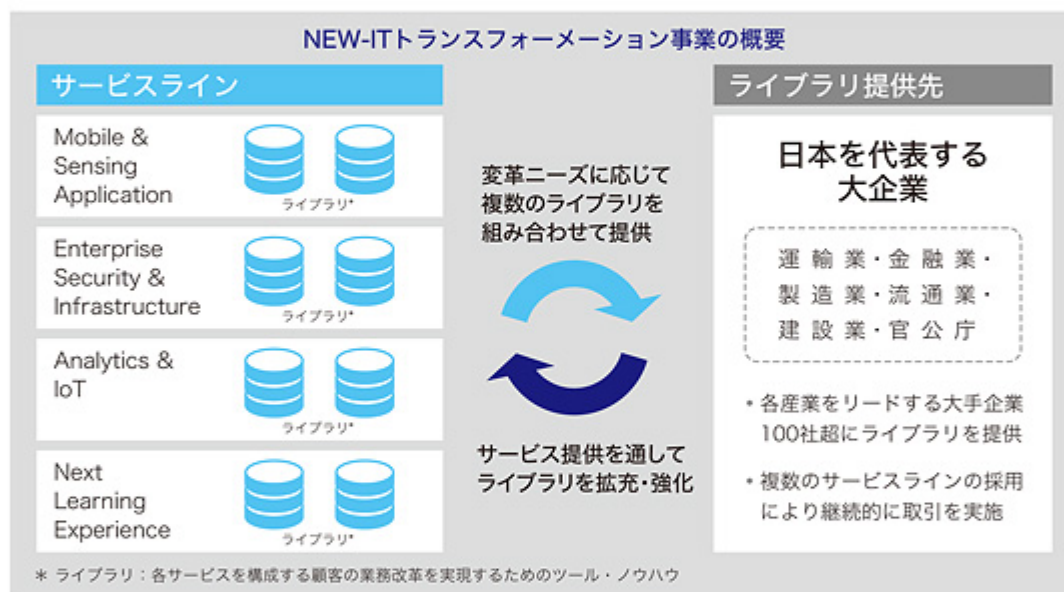 NEW-ITトランスフォーメーション事業の概要
サービスライン
Mobile &
Sensing
Application
ライブラリ*
Enterprise
Security &
Infrastructure
ライブラリ*
Analytics &
IoT
ライブラリ*
Next
Learning
Experience
ライブラリ*
変革ニーズに応じて
複数のライブラリを
組み合わせて提供
サービス提供を通して
ライブラリを拡充・強化
ライブラリ提供先
日本を代表する
大企業
運輸業・金融業・
製造業・流通業・
建設業・官公庁
・各産業をリードする大手企業
100社超にライブラリを提供
・複数のサービスラインの採用
により継続的に取引を実施
* ライブラリ：各サービスを構成する顧客の業務改革を実現するためのツール・ノウハウ